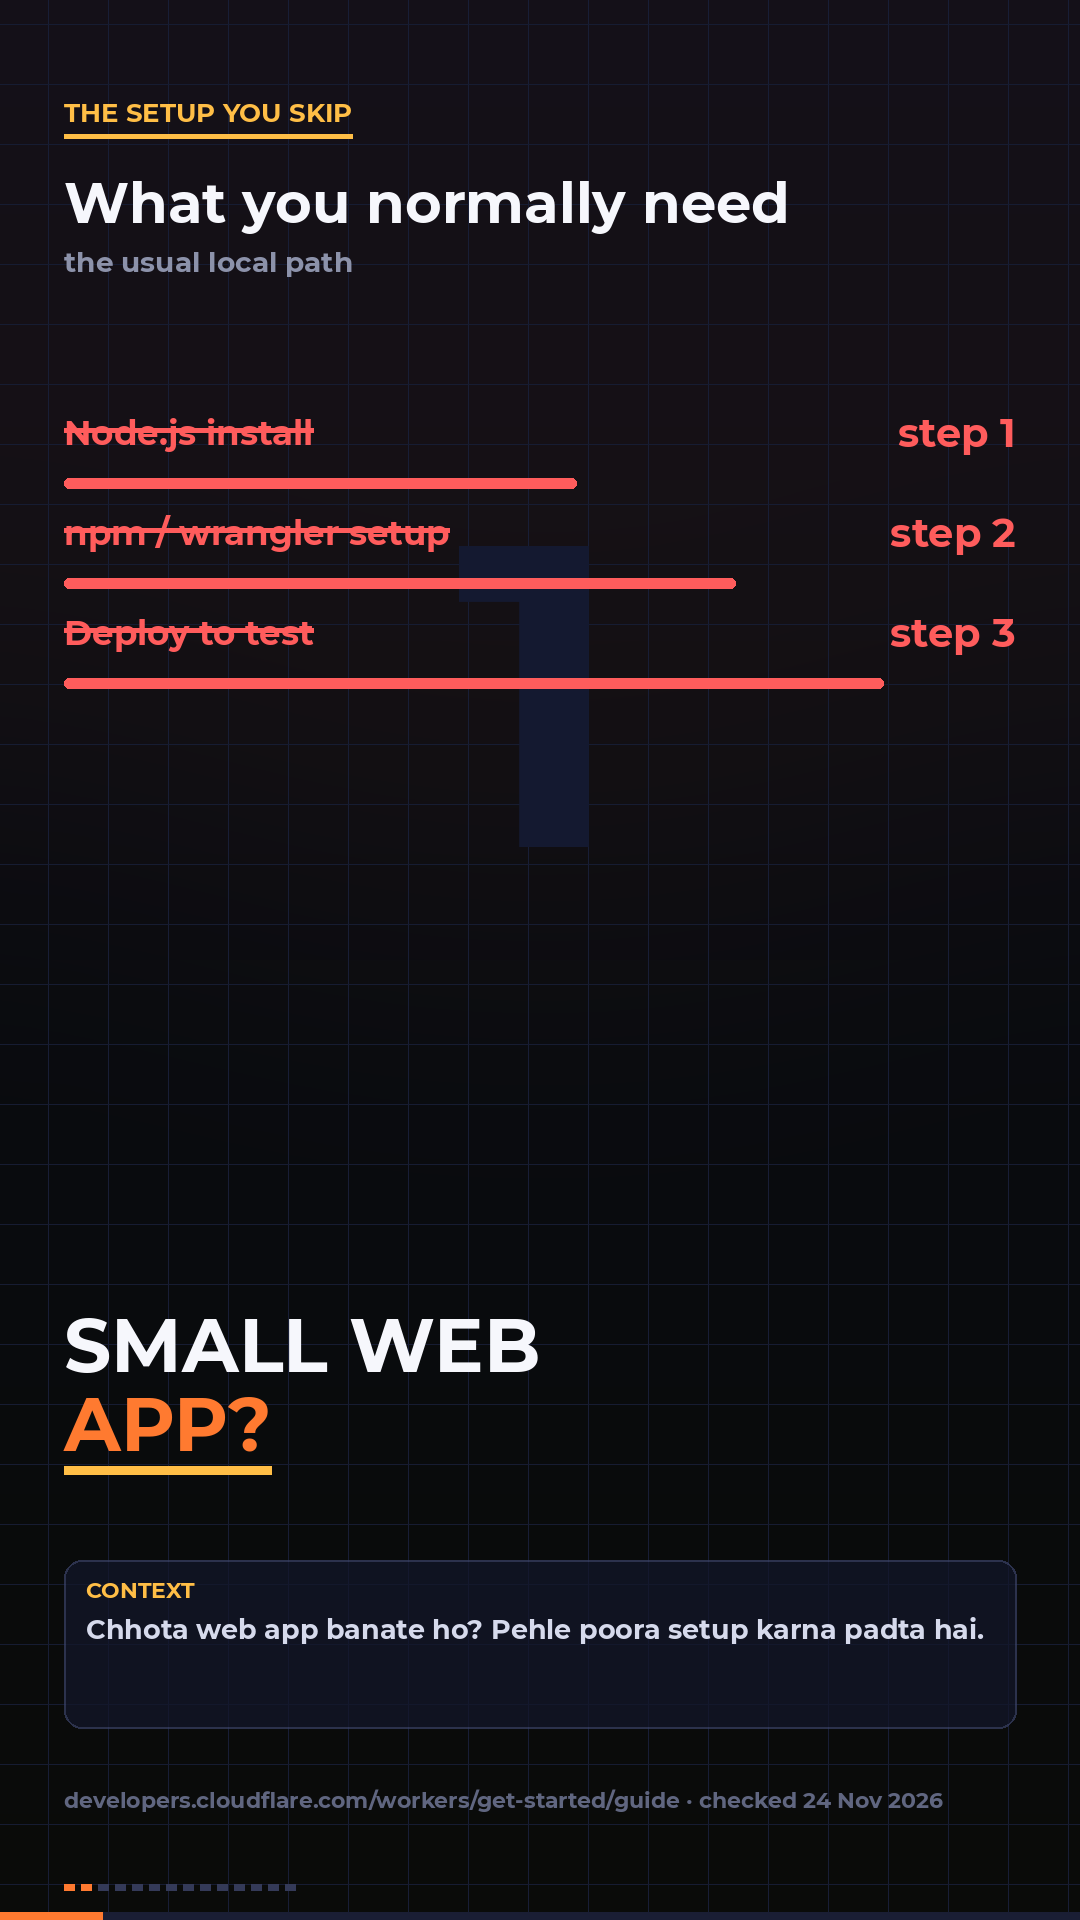 THE SETUP YOU SKIP
What you normally need
the usual local path
Node.js install step 1
npm / wrangler setup step 2
Deploy to test step 3
1
SMALL WEB
APP?
CONTEXT
Chhota web app banate ho? Pehle poora setup karna padta hai.
developers.cloudflare.com/workers/get-started/guide · checked 24 Nov 2026